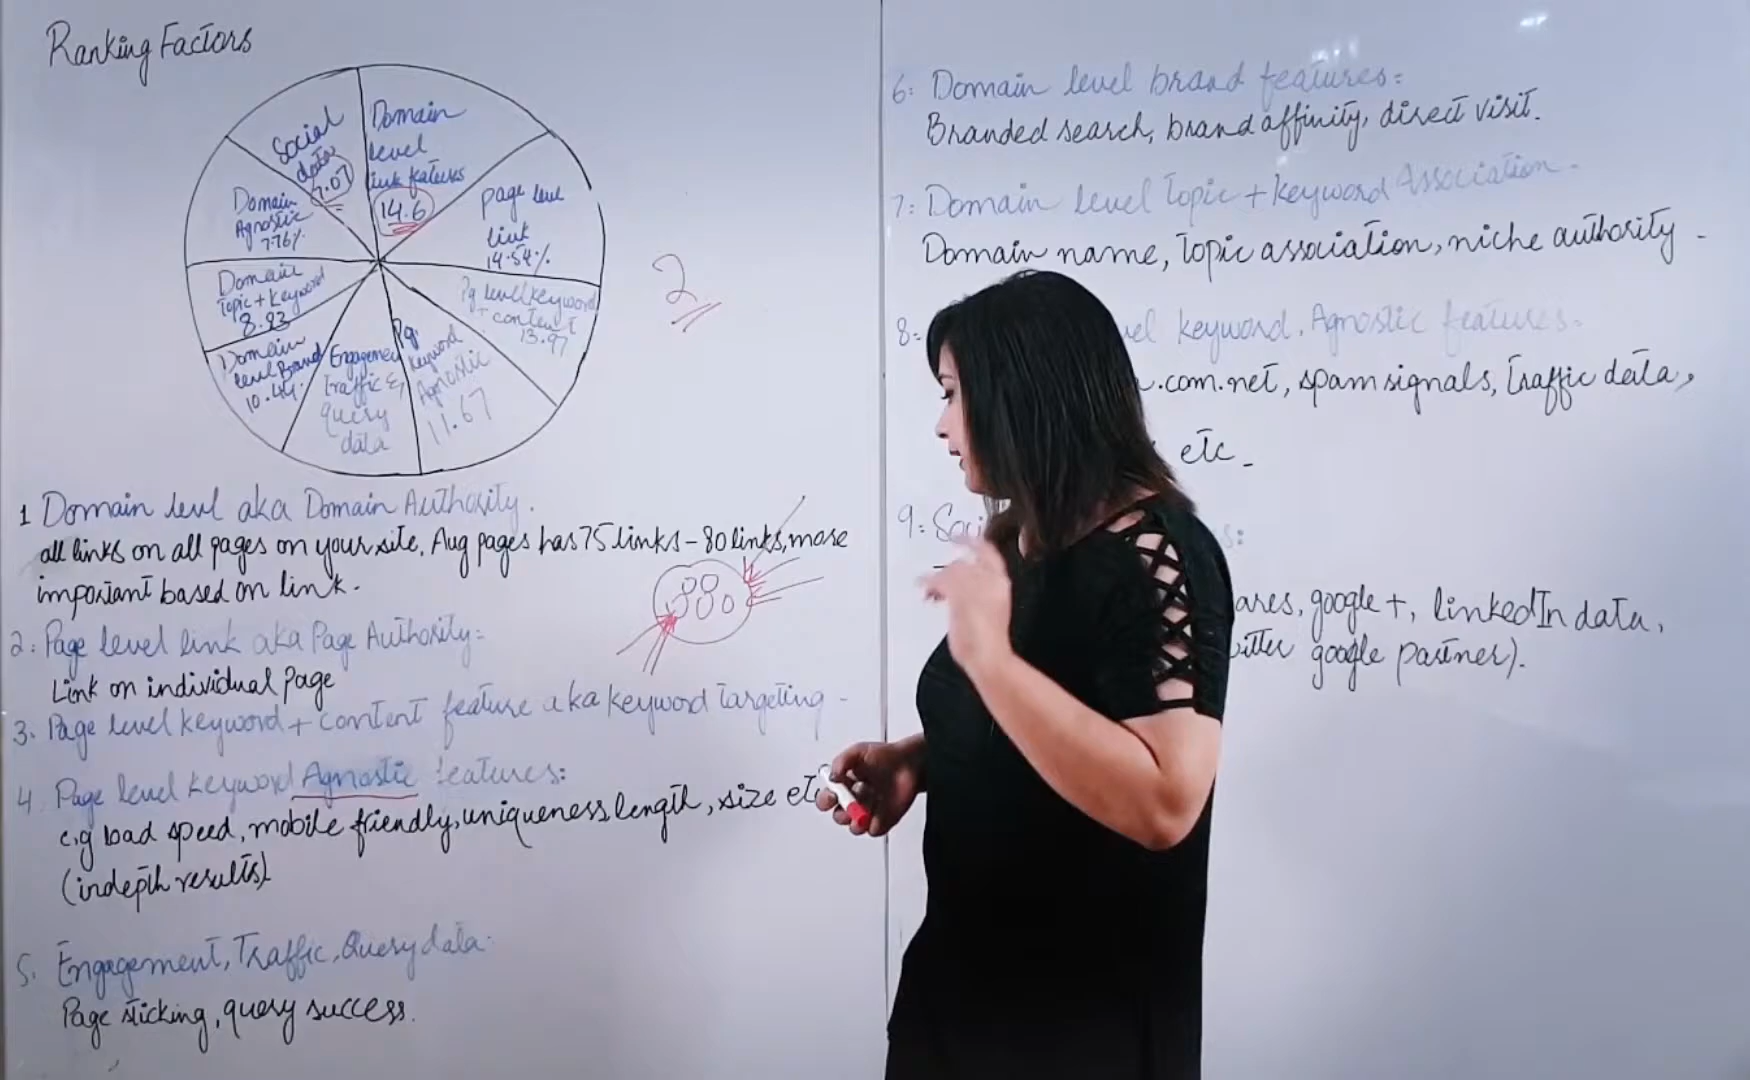 Ranking Factors
Social
data
7.07
Domain
level
link features
14.6
page level
link
14.54%
Pg level keyword
+ content
13.97
Pg
keyword
Agnostic
11.67
Engagement
Traffic &
query
data
Domain
level Brand
10.44
Domain
Topic + Keyword
8.83
Domain
Agnostic
7.76%
2
1 Domain level aka Domain Authority.
all links on all pages on your site. Avg pages has 75 links - 80 links, more
important based on link.
2: Page level link aka Page Authority:
Link on individual Page
3. Page level keyword + content feature aka keyword targeting -
4. Page level keyword Agnostic features:
e.g load speed, mobile friendly, uniqueness length, size etc
(indepth results)
5. Engagement, Traffic, Query data:
Page sticking, query success.
6: Domain level brand features:
Branded search, brand affinity, direct visit.
7: Domain level Topic + keyword Association -
Domain name, Topic association, niche authority -
8: keyword. Agnostic features:
.com.net, spam signals, traffic data,
etc -
9:
google +, linkedIn data,
google partner).